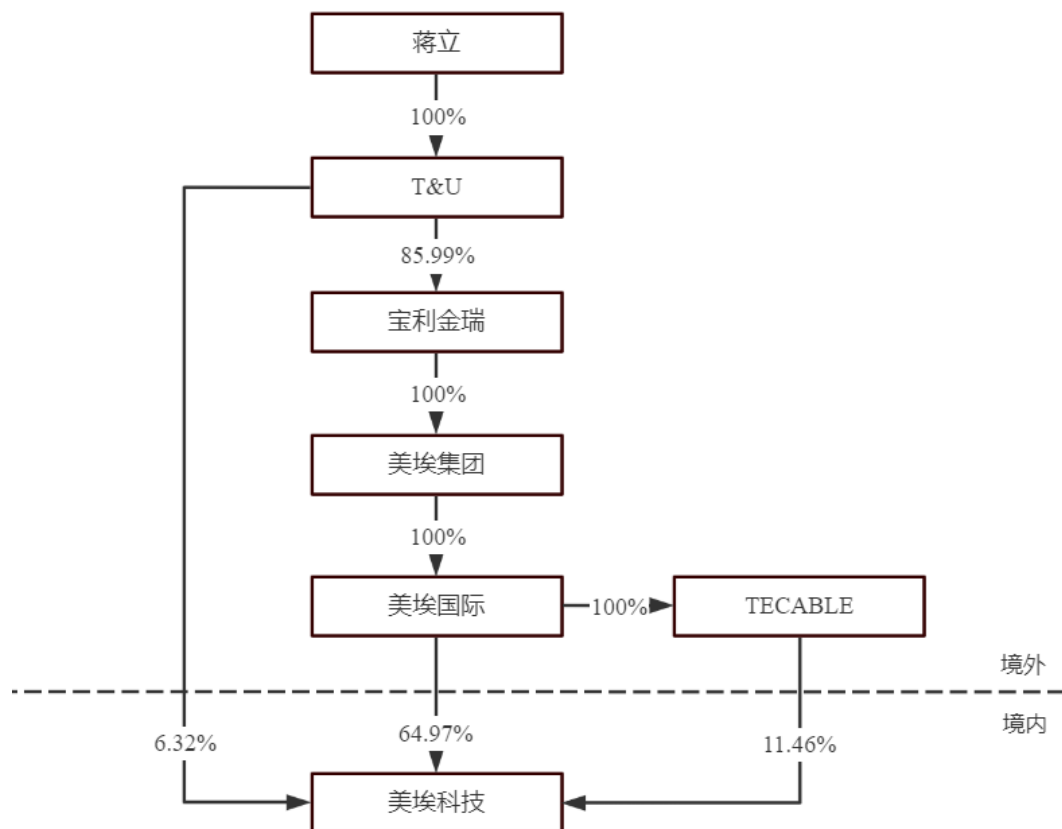 蒋立
100%
T&U
85.99%
宝利金瑞
100%
美埃集团
100%
美埃国际
100%
TECABLE
境外
境内
6.32%
64.97%
11.46%
美埃科技